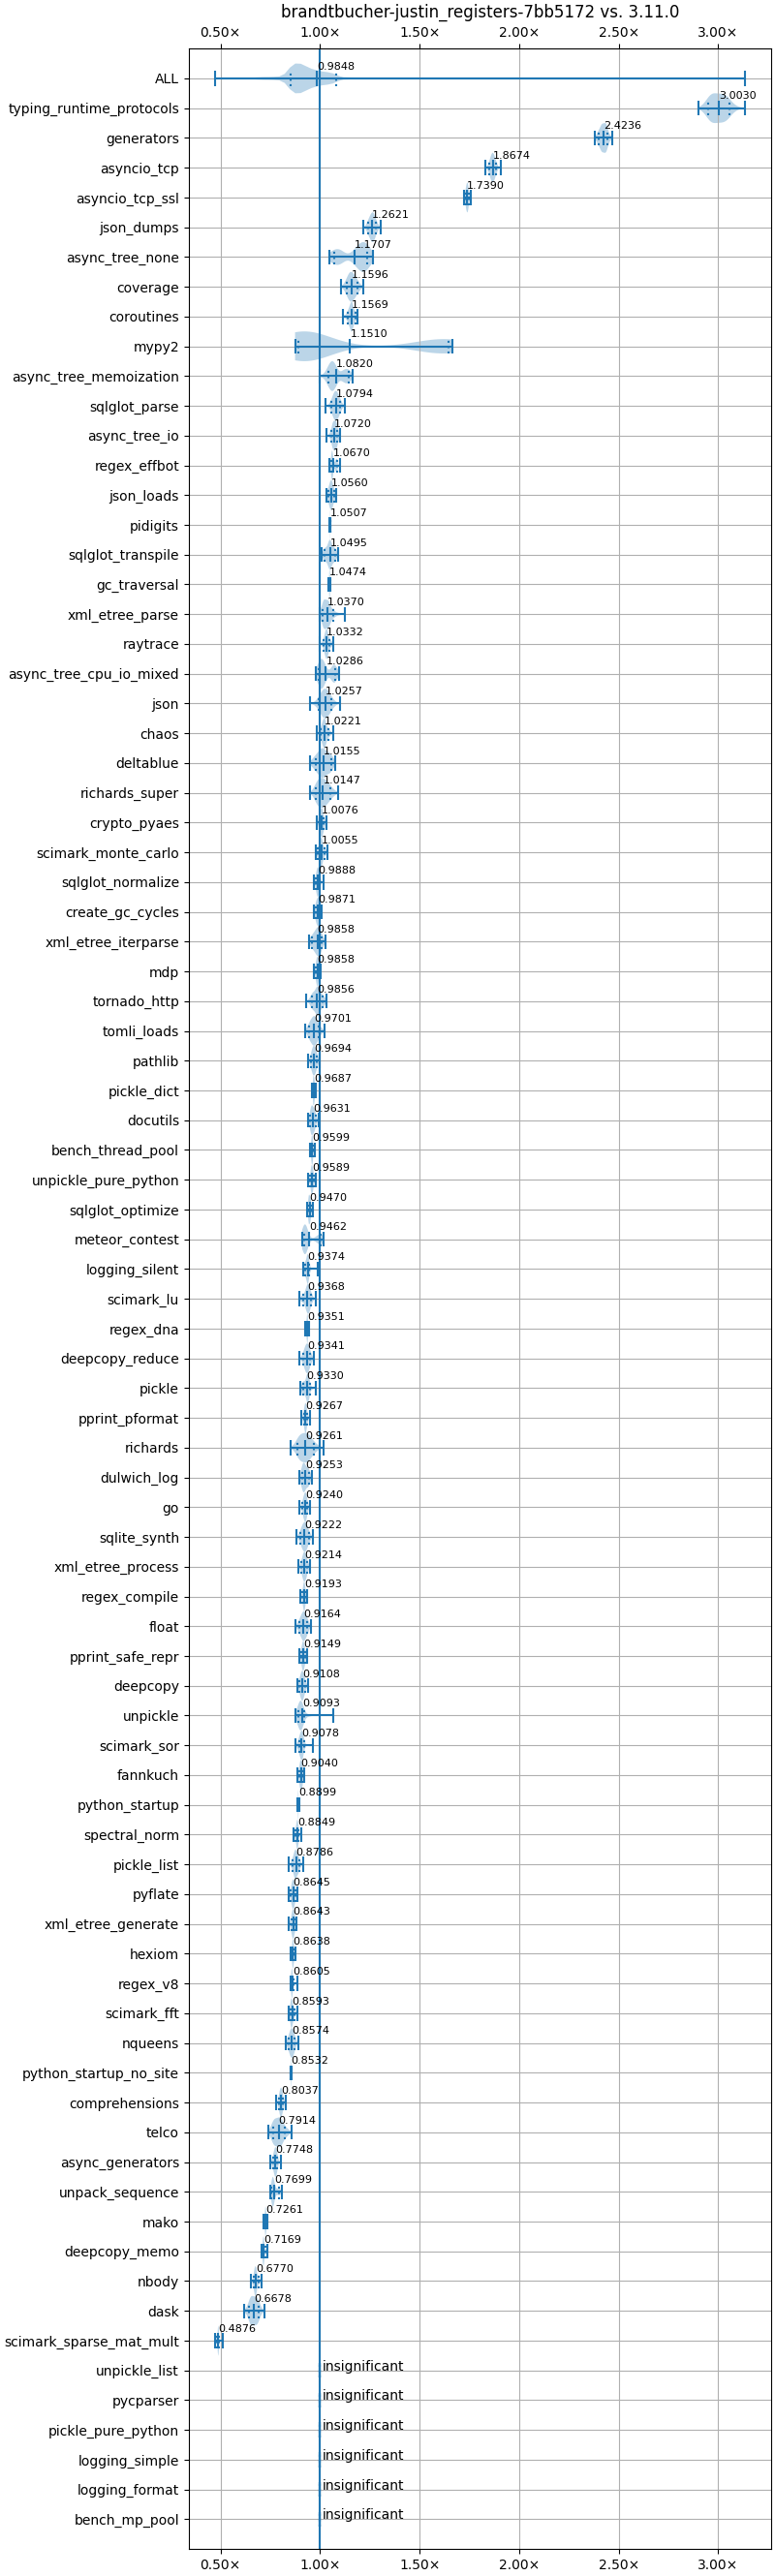 brandtbucher-justin_registers-7bb5172 vs. 3.11.0
0.50× 1.00× 1.50× 2.00× 2.50× 3.00×
ALL 0.9848
typing_runtime_protocols 3.0030
generators 2.4236
asyncio_tcp 1.8674
asyncio_tcp_ssl 1.7390
json_dumps 1.2621
async_tree_none 1.1707
coverage 1.1596
coroutines 1.1569
mypy2 1.1510
async_tree_memoization 1.0820
sqlglot_parse 1.0794
async_tree_io 1.0720
regex_effbot 1.0670
json_loads 1.0560
pidigits 1.0507
sqlglot_transpile 1.0495
gc_traversal 1.0474
xml_etree_parse 1.0370
raytrace 1.0332
async_tree_cpu_io_mixed 1.0286
json 1.0257
chaos 1.0221
deltablue 1.0155
richards_super 1.0147
crypto_pyaes 1.0076
scimark_monte_carlo 1.0055
sqlglot_normalize 0.9888
create_gc_cycles 0.9871
xml_etree_iterparse 0.9858
mdp 0.9858
tornado_http 0.9856
tomli_loads 0.9701
pathlib 0.9694
pickle_dict 0.9687
docutils 0.9631
bench_thread_pool 0.9599
unpickle_pure_python 0.9589
sqlglot_optimize 0.9470
meteor_contest 0.9462
logging_silent 0.9374
scimark_lu 0.9368
regex_dna 0.9351
deepcopy_reduce 0.9341
pickle 0.9330
pprint_pformat 0.9267
richards 0.9261
dulwich_log 0.9253
go 0.9240
sqlite_synth 0.9222
xml_etree_process 0.9214
regex_compile 0.9193
float 0.9164
pprint_safe_repr 0.9149
deepcopy 0.9108
unpickle 0.9093
scimark_sor 0.9078
fannkuch 0.9040
python_startup 0.8899
spectral_norm 0.8849
pickle_list 0.8786
pyflate 0.8645
xml_etree_generate 0.8643
hexiom 0.8638
regex_v8 0.8605
scimark_fft 0.8593
nqueens 0.8574
python_startup_no_site 0.8532
comprehensions 0.8037
telco 0.7914
async_generators 0.7748
unpack_sequence 0.7699
mako 0.7261
deepcopy_memo 0.7169
nbody 0.6770
dask 0.6678
scimark_sparse_mat_mult 0.4876
unpickle_list insignificant
pycparser insignificant
pickle_pure_python insignificant
logging_simple insignificant
logging_format insignificant
bench_mp_pool insignificant
0.50× 1.00× 1.50× 2.00× 2.50× 3.00×